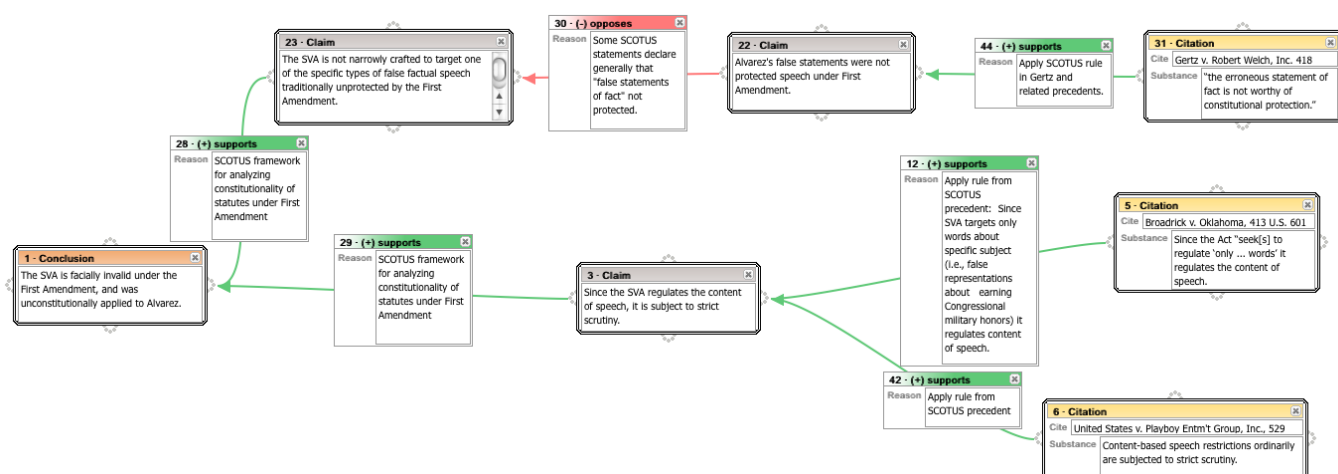 30 · (-) opposes
Reason Some SCOTUS
statements declare
generally that
"false statements
of fact" not
protected.
23 · Claim
The SVA is not narrowly crafted to target one
of the specific types of false factual speech
traditionally unprotected by the First
Amendment.
22 · Claim
Alvarez's false statements were not
protected speech under First
Amendment.
44 · (+) supports
Reason Apply SCOTUS rule
in Gertz and
related precedents.
31 · Citation
Cite Gertz v. Robert Welch, Inc. 418
Substance "the erroneous statement of
fact is not worthy of
constitutional protection."
28 · (+) supports
Reason SCOTUS framework
for analyzing
constitutionality of
statutes under First
Amendment
12 · (+) supports
Reason Apply rule from
SCOTUS
precedent: Since
SVA targets only
words about
specific subject
(i.e., false
representations
about earning
Congressional
military honors) it
regulates content
of speech.
5 · Citation
Cite Broadrick v. Oklahoma, 413 U.S. 601
Substance Since the Act "seek[s] to
regulate 'only ... words' it
regulates the content of
speech.
1 · Conclusion
The SVA is facially invalid under the
First Amendment, and was
unconstitutionally applied to Alvarez.
29 · (+) supports
Reason SCOTUS framework
for analyzing
constitutionality of
statutes under First
Amendment
3 · Claim
Since the SVA regulates the content
of speech, it is subject to strict
scrutiny.
42 · (+) supports
Reason Apply rule from
SCOTUS precedent
6 · Citation
Cite United States v. Playboy Entm't Group, Inc., 529
Substance Content-based speech restrictions ordinarily
are subjected to strict scrutiny.